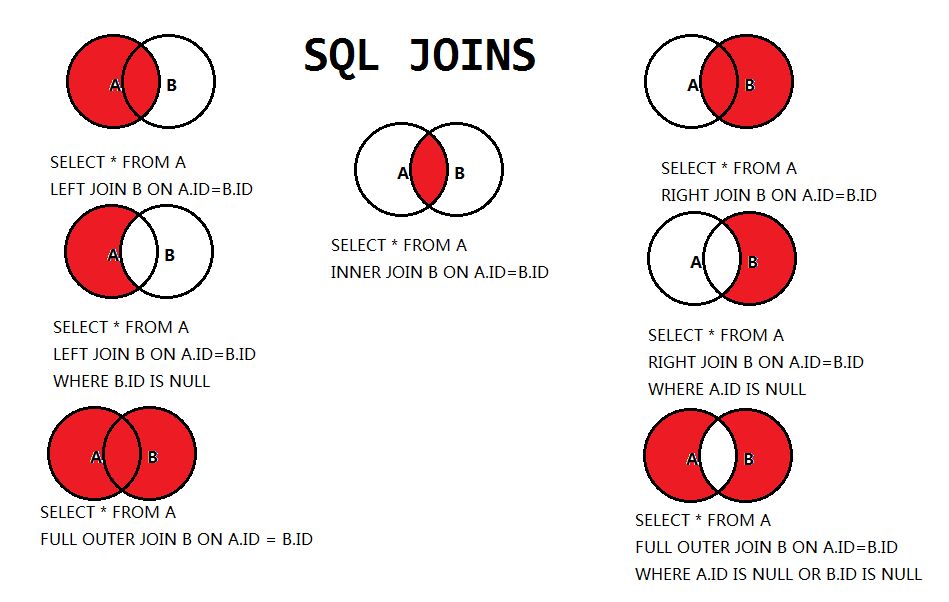 SQL JOINS
A B
SELECT * FROM A
LEFT JOIN B ON A.ID=B.ID
A B
SELECT * FROM A
LEFT JOIN B ON A.ID=B.ID
WHERE B.ID IS NULL
A B
SELECT * FROM A
FULL OUTER JOIN B ON A.ID = B.ID
A B
SELECT * FROM A
INNER JOIN B ON A.ID=B.ID
A B
SELECT * FROM A
RIGHT JOIN B ON A.ID=B.ID
A B
SELECT * FROM A
RIGHT JOIN B ON A.ID=B.ID
WHERE A.ID IS NULL
A B
SELECT * FROM A
FULL OUTER JOIN B ON A.ID=B.ID
WHERE A.ID IS NULL OR B.ID IS NULL